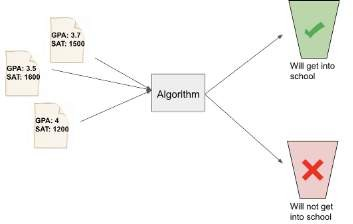 GPA: 3.7
SAT: 1500
GPA: 3.5
SAT: 1600
GPA: 4
SAT: 1200
Algorithm
Will get into
school
Will not get
into school